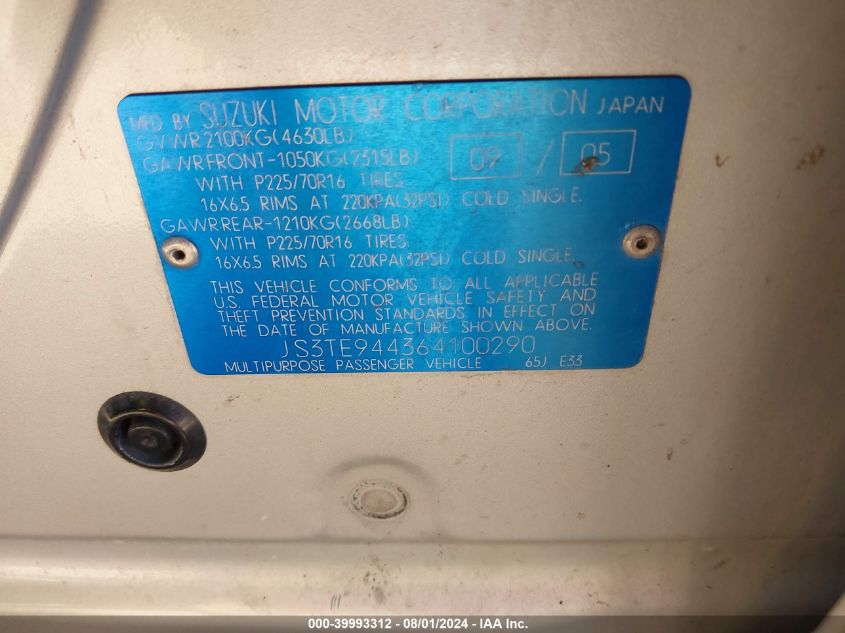 MFD BY SUZUKI MOTOR CORPORATION JAPAN
GVWR 2100KG(4630LB)
GAWR FRONT-1050KG(2315LB) 09 / 05
WITH P225/70R16 TIRES
16X6.5 RIMS AT 220KPA(32PSI) COLD SINGLE.
GAWR REAR-1210KG(2668LB)
WITH P225/70R16 TIRES.
16X6.5 RIMS AT 220KPA(32PSI) COLD SINGLE.
THIS VEHICLE CONFORMS TO ALL APPLICABLE
U.S. FEDERAL MOTOR VEHICLE SAFETY AND
THEFT PREVENTION STANDARDS IN EFFECT ON
THE DATE OF MANUFACTURE SHOWN ABOVE.
JS3TE944364100290
MULTIPURPOSE PASSENGER VEHICLE 65J E33
000-39993312 - 08/01/2024 - IAA Inc.